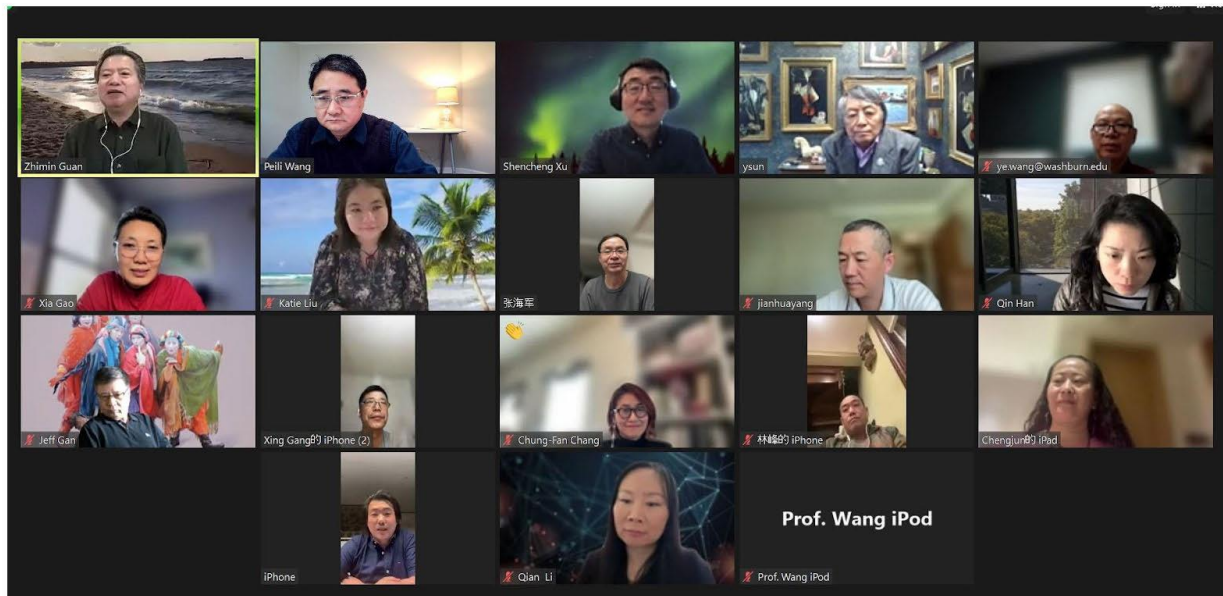 Zhimin Guan
Peili Wang
Shencheng Xu
ysun
ye.wang@washburn.edu
Xia Gao
Katie Liu
张海军
jianhuayang
Qin Han
Jeff Gan
Xing Gang的 iPhone (2)
Chung-Fan Chang
林峰的 iPhone
Chengjun的 iPad
iPhone
Qian Li
Prof. Wang iPod
Prof. Wang iPod